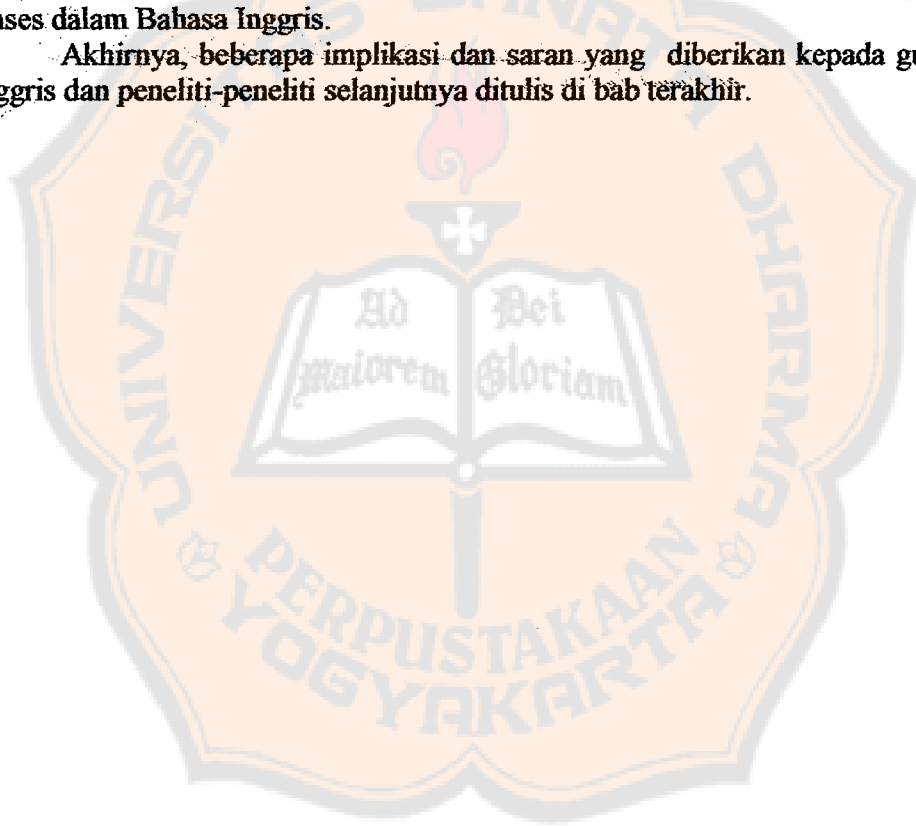 nses dalam Bahasa Inggris.
Akhirnya, beberapa implikasi dan saran yang diberikan kepada gu
ggris dan peneliti-peneliti selanjutnya ditulis di bab terakhir.
UNIVERSITAS SANATA DHARMA
Ad Maiorem
Dei Gloriam
PERPUSTAKAAN
YOGYAKARTA